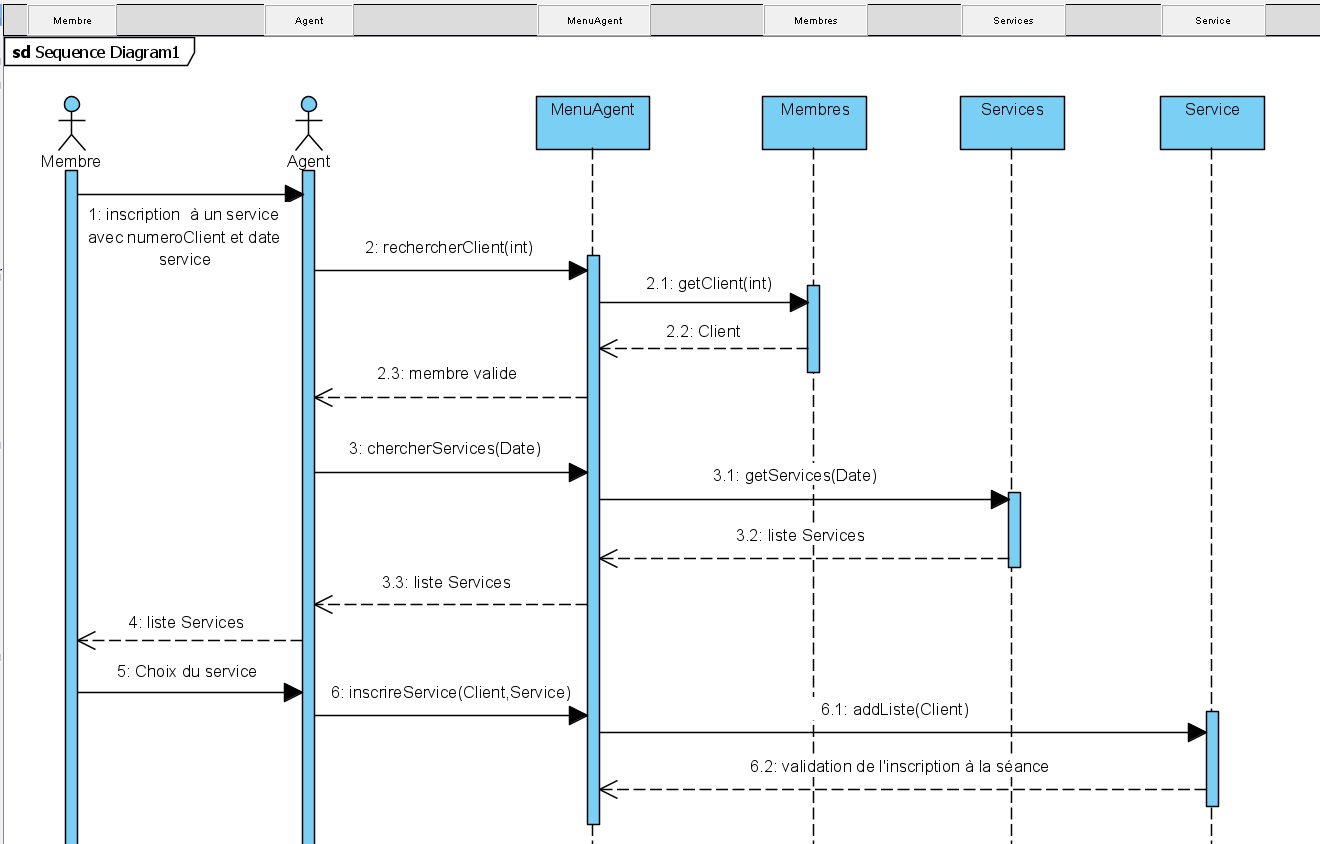 Membre Agent MenuAgent Membres Services Service
sd Sequence Diagram1
MenuAgent Membres Services Service
Membre Agent
1: inscription à un service
avec numeroClient et date
service
2: rechercherClient(int)
2.1: getClient(int)
2.2: Client
2.3: membre valide
3: chercherServices(Date)
3.1: getServices(Date)
3.2: liste Services
3.3: liste Services
4: liste Services
5: Choix du service
6: inscrireService(Client,Service)
6.1: addListe(Client)
6.2: validation de l'inscription à la séance